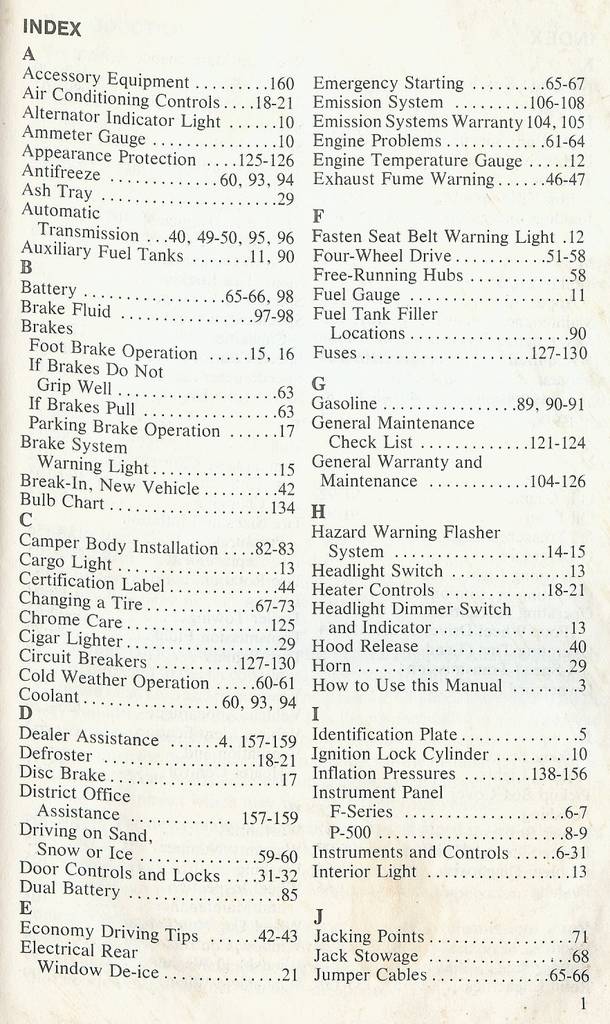 INDEX
A
Accessory Equipment . . . . . . . . .160
Air Conditioning Controls . . . .18-21
Alternator Indicator Light . . . . . .10
Ammeter Gauge . . . . . . . . . . . . . .10
Appearance Protection . . . .125-126
Antifreeze . . . . . . . . . . . .60, 93, 94
Ash Tray . . . . . . . . . . . . . . . . . . .29
Automatic
Transmission . . .40, 49-50, 95, 96
Auxiliary Fuel Tanks . . . . . . .11, 90
B
Battery . . . . . . . . . . . . . . .65-66, 98
Brake Fluid . . . . . . . . . . . . . .97-98
Brakes
Foot Brake Operation . . . . .15, 16
If Brakes Do Not
Grip Well . . . . . . . . . . . . . . . . .63
If Brakes Pull . . . . . . . . . . . . . .63
Parking Brake Operation . . . . . .17
Brake System
Warning Light . . . . . . . . . . . . . .15
Break-In, New Vehicle . . . . . . . . .42
Bulb Chart . . . . . . . . . . . . . . . . .134
C
Camper Body Installation . . . .82-83
Cargo Light . . . . . . . . . . . . . . . . .13
Certification Label . . . . . . . . . . . .44
Changing a Tire . . . . . . . . . . .67-73
Chrome Care . . . . . . . . . . . . . . .125
Cigar Lighter . . . . . . . . . . . . . . . .29
Circuit Breakers . . . . . . . . .127-130
Cold Weather Operation . . . . .60-61
Coolant . . . . . . . . . . . . . . 60, 93, 94
D
Dealer Assistance . . . . . .4, 157-159
Defroster . . . . . . . . . . . . . . . .18-21
Disc Brake . . . . . . . . . . . . . . . . . .17
District Office
Assistance . . . . . . . . . . . 157-159
Driving on Sand,
Snow or Ice . . . . . . . . . . . .59-60
Door Controls and Locks . . . .31-32
Dual Battery . . . . . . . . . . . . . . . .85
E
Economy Driving Tips . . . . . .42-43
Electrical Rear
Window De-ice . . . . . . . . . . . . .21
Emergency Starting . . . . . . . . .65-67
Emission System . . . . . . . . .106-108
Emission Systems Warranty 104, 105
Engine Problems . . . . . . . . . . .61-64
Engine Temperature Gauge . . . . .12
Exhaust Fume Warning . . . . . .46-47
F
Fasten Seat Belt Warning Light .12
Four-Wheel Drive . . . . . . . . . .51-58
Free-Running Hubs . . . . . . . . . . .58
Fuel Gauge . . . . . . . . . . . . . . . . .11
Fuel Tank Filler
Locations . . . . . . . . . . . . . . . . .90
Fuses . . . . . . . . . . . . . . . . .127-130
G
Gasoline . . . . . . . . . . . . . .89, 90-91
General Maintenance
Check List . . . . . . . . . . . .121-124
General Warranty and
Maintenance . . . . . . . . . .104-126
H
Hazard Warning Flasher
System . . . . . . . . . . . . . . . .14-15
Headlight Switch . . . . . . . . . . . .13
Heater Controls . . . . . . . . . . .18-21
Headlight Dimmer Switch
and Indicator . . . . . . . . . . . . . .13
Hood Release . . . . . . . . . . . . . . .40
Horn . . . . . . . . . . . . . . . . . . . . .29
How to Use this Manual . . . . . . . .3
I
Identification Plate . . . . . . . . . . . .5
Ignition Lock Cylinder . . . . . . . . .10
Inflation Pressures . . . . . . . .138-156
Instrument Panel
F-Series . . . . . . . . . . . . . . . . .6-7
P-500 . . . . . . . . . . . . . . . . . . .8-9
Instruments and Controls . . . . .6-31
Interior Light . . . . . . . . . . . . . . .13
J
Jacking Points . . . . . . . . . . . . . . .71
Jack Stowage . . . . . . . . . . . . . . .68
Jumper Cables . . . . . . . . . . . .65-66
1